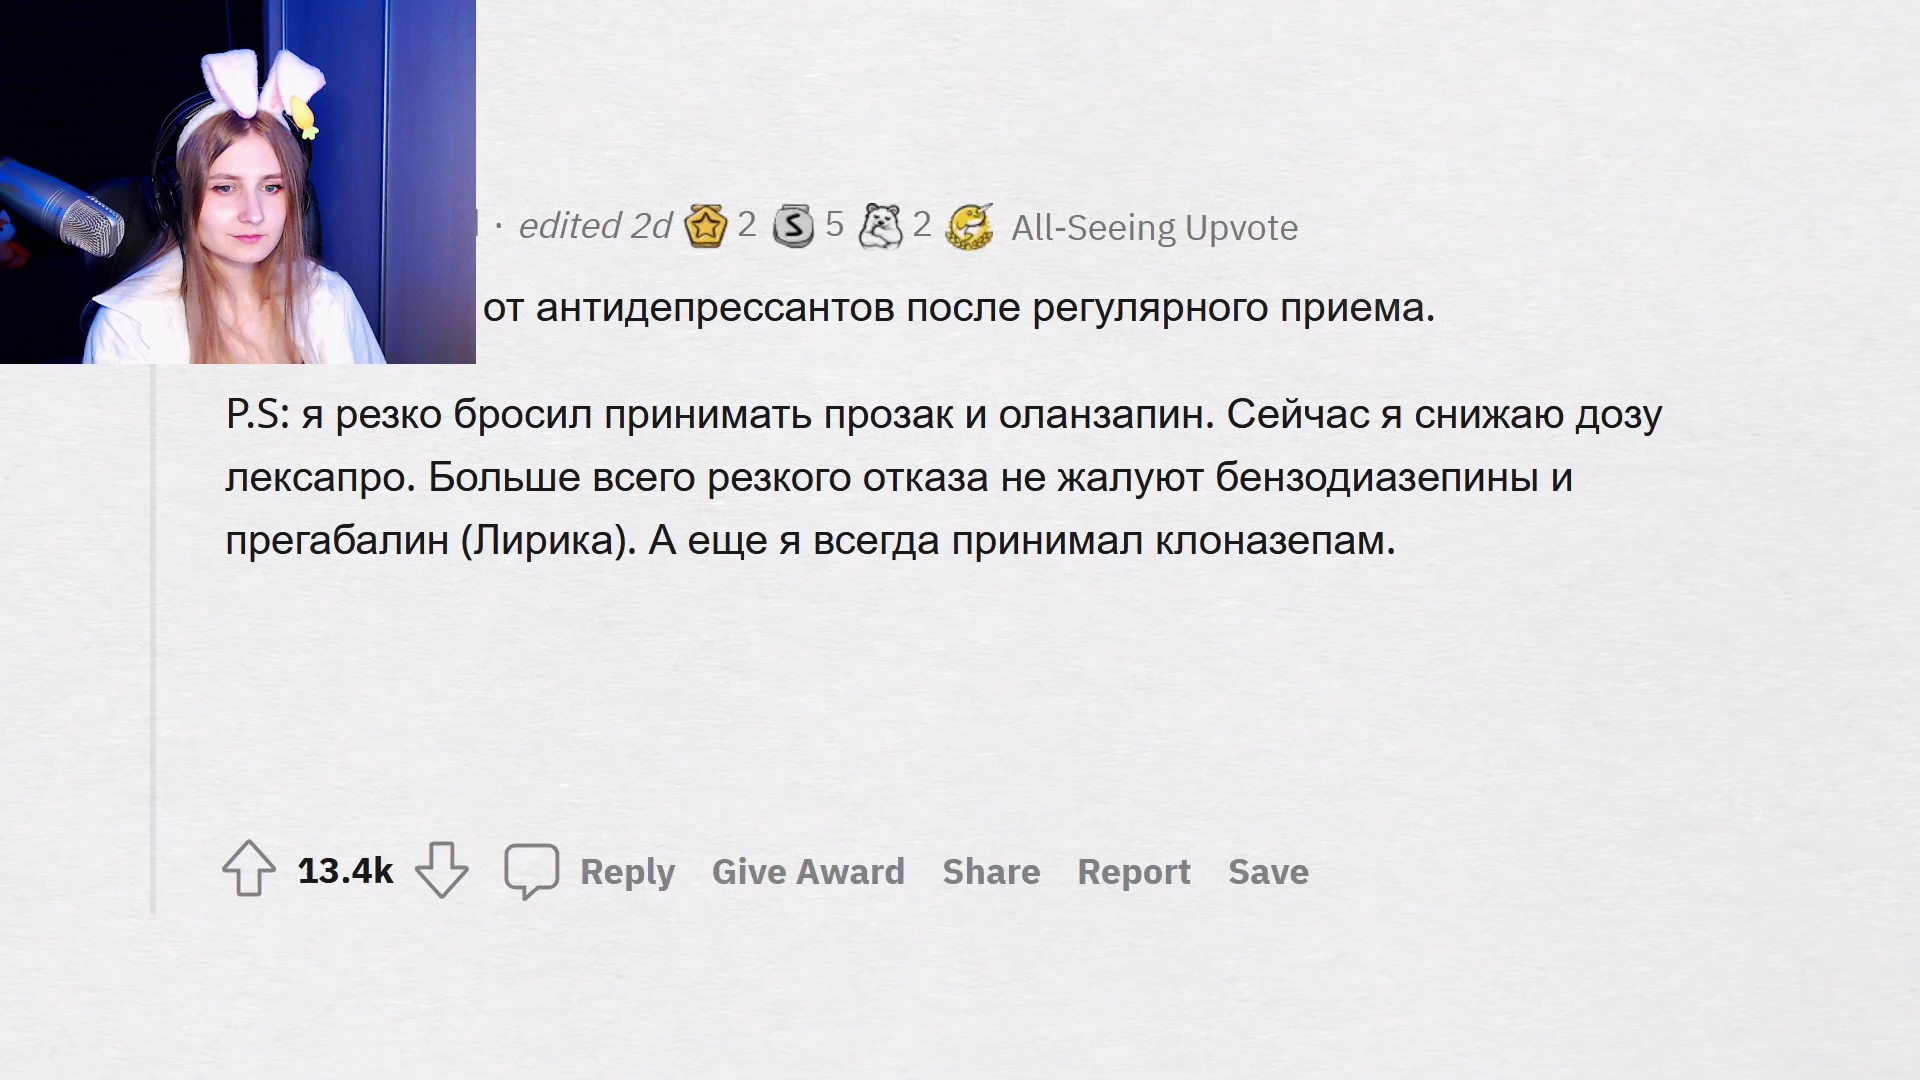 · edited 2d 2 5 2 All-Seeing Upvote
от антидепрессантов после регулярного приема.
P.S: я резко бросил принимать прозак и оланзапин. Сейчас я снижаю дозу
лексапро. Больше всего резкого отказа не жалуют бензодиазепины и
прегабалин (Лирика). А еще я всегда принимал клоназепам.
13.4k Reply Give Award Share Report Save